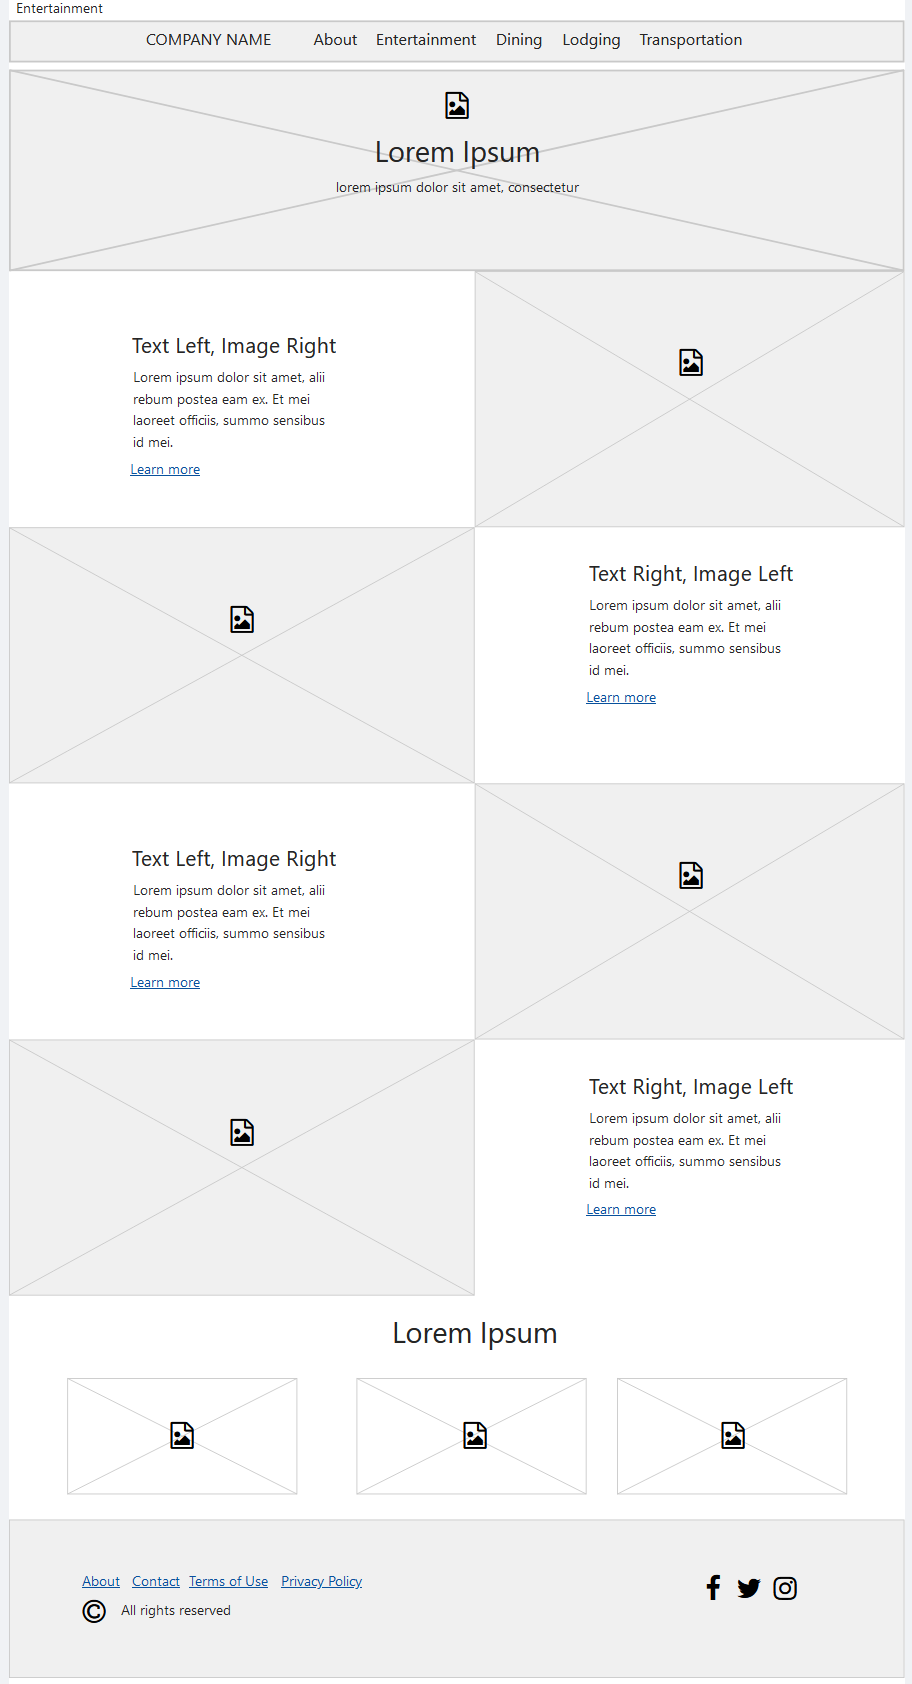 Entertainment
COMPANY NAME About Entertainment Dining Lodging Transportation
Lorem Ipsum
lorem ipsum dolor sit amet, consectetur
Text Left, Image Right
Lorem ipsum dolor sit amet, alii
rebum postea eam ex. Et mei
laoreet officiis, summo sensibus
id mei.
Learn more
Text Right, Image Left
Lorem ipsum dolor sit amet, alii
rebum postea eam ex. Et mei
laoreet officiis, summo sensibus
id mei.
Learn more
Text Left, Image Right
Lorem ipsum dolor sit amet, alii
rebum postea eam ex. Et mei
laoreet officiis, summo sensibus
id mei.
Learn more
Text Right, Image Left
Lorem ipsum dolor sit amet, alii
rebum postea eam ex. Et mei
laoreet officiis, summo sensibus
id mei.
Learn more
Lorem Ipsum
About Contact Terms of Use Privacy Policy
© All rights reserved